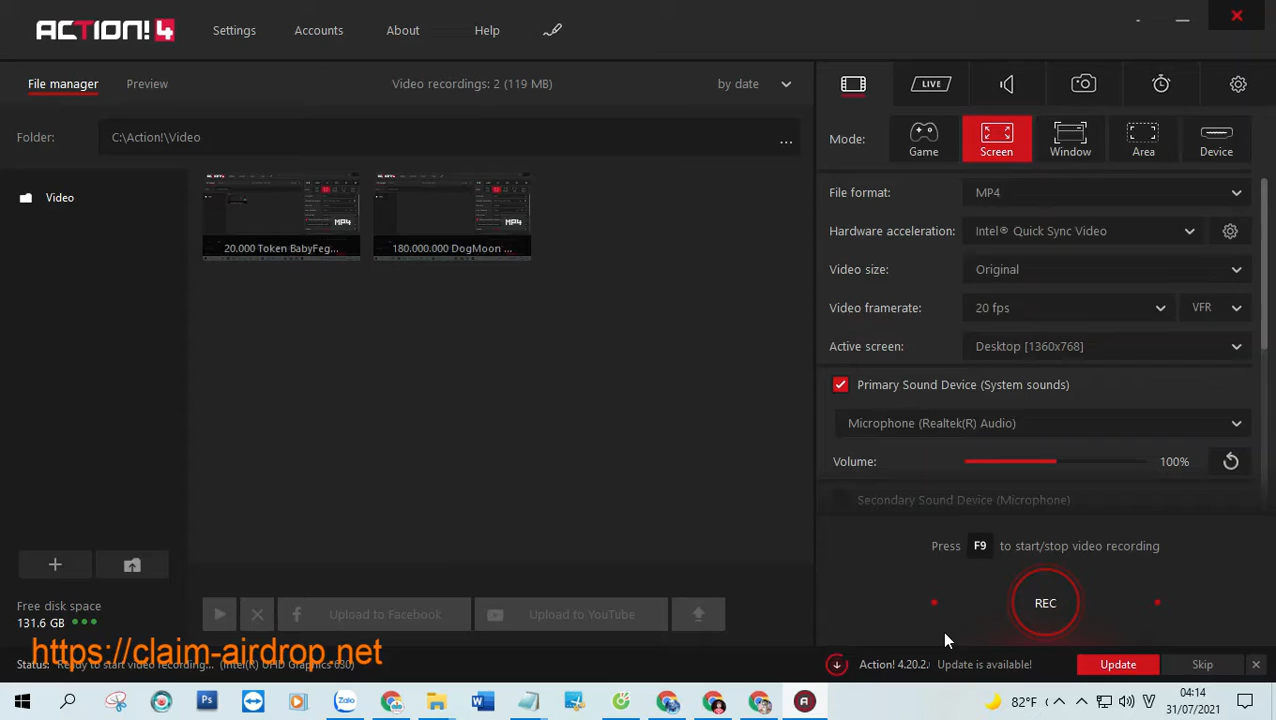 ACTION! 4
Settings
Accounts
About
Help
File manager
Preview
Video recordings: 2 (119 MB)
by date
LIVE
Folder:
C:\Action!\Video
...
Mode:
Game
Screen
Window
Area
Device
Video
MP4
20.000 Token BabyFeg...
MP4
180.000.000 DogMoon ...
File format:
MP4
Hardware acceleration:
Intel® Quick Sync Video
Video size:
Original
Video framerate:
20 fps
VFR
Active screen:
Desktop [1360x768]
Primary Sound Device (System sounds)
Microphone (Realtek(R) Audio)
Volume:
100%
Secondary Sound Device (Microphone)
Press F9 to start/stop video recording
REC
Free disk space
131.6 GB
Upload to Facebook
Upload to YouTube
https://claim-airdrop.net
Status: Ready to start video recording... (Intel(R) UHD Graphics 630)
Action! 4.20.2.
Update is available!
Update
Skip
Ps
Zalo
W
82°F
V
04:14
31/07/2021